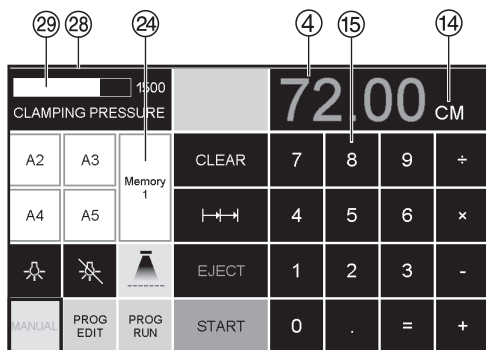 29 28 24 4 15 14
1500 72.00 CM
CLAMPING PRESSURE
A2 A3 Memory 1 CLEAR 7 8 9 ÷
A4 A5 4 5 6 ×
EJECT 1 2 3 -
MANUAL PROG EDIT PROG RUN START 0 . = +